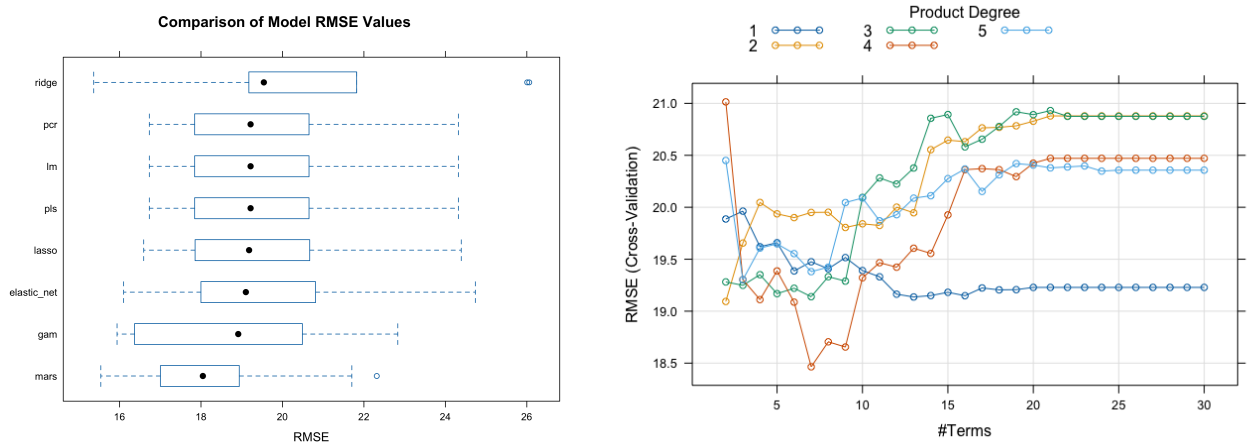 Comparison of Model RMSE Values
ridge
pcr
lm
pls
lasso
elastic_net
gam
mars
16 18 20 22 24 26
RMSE
Product Degree
1 3 5
2 4
21.0
20.5
20.0
19.5
19.0
18.5
RMSE (Cross-Validation)
5 10 15 20 25 30
#Terms